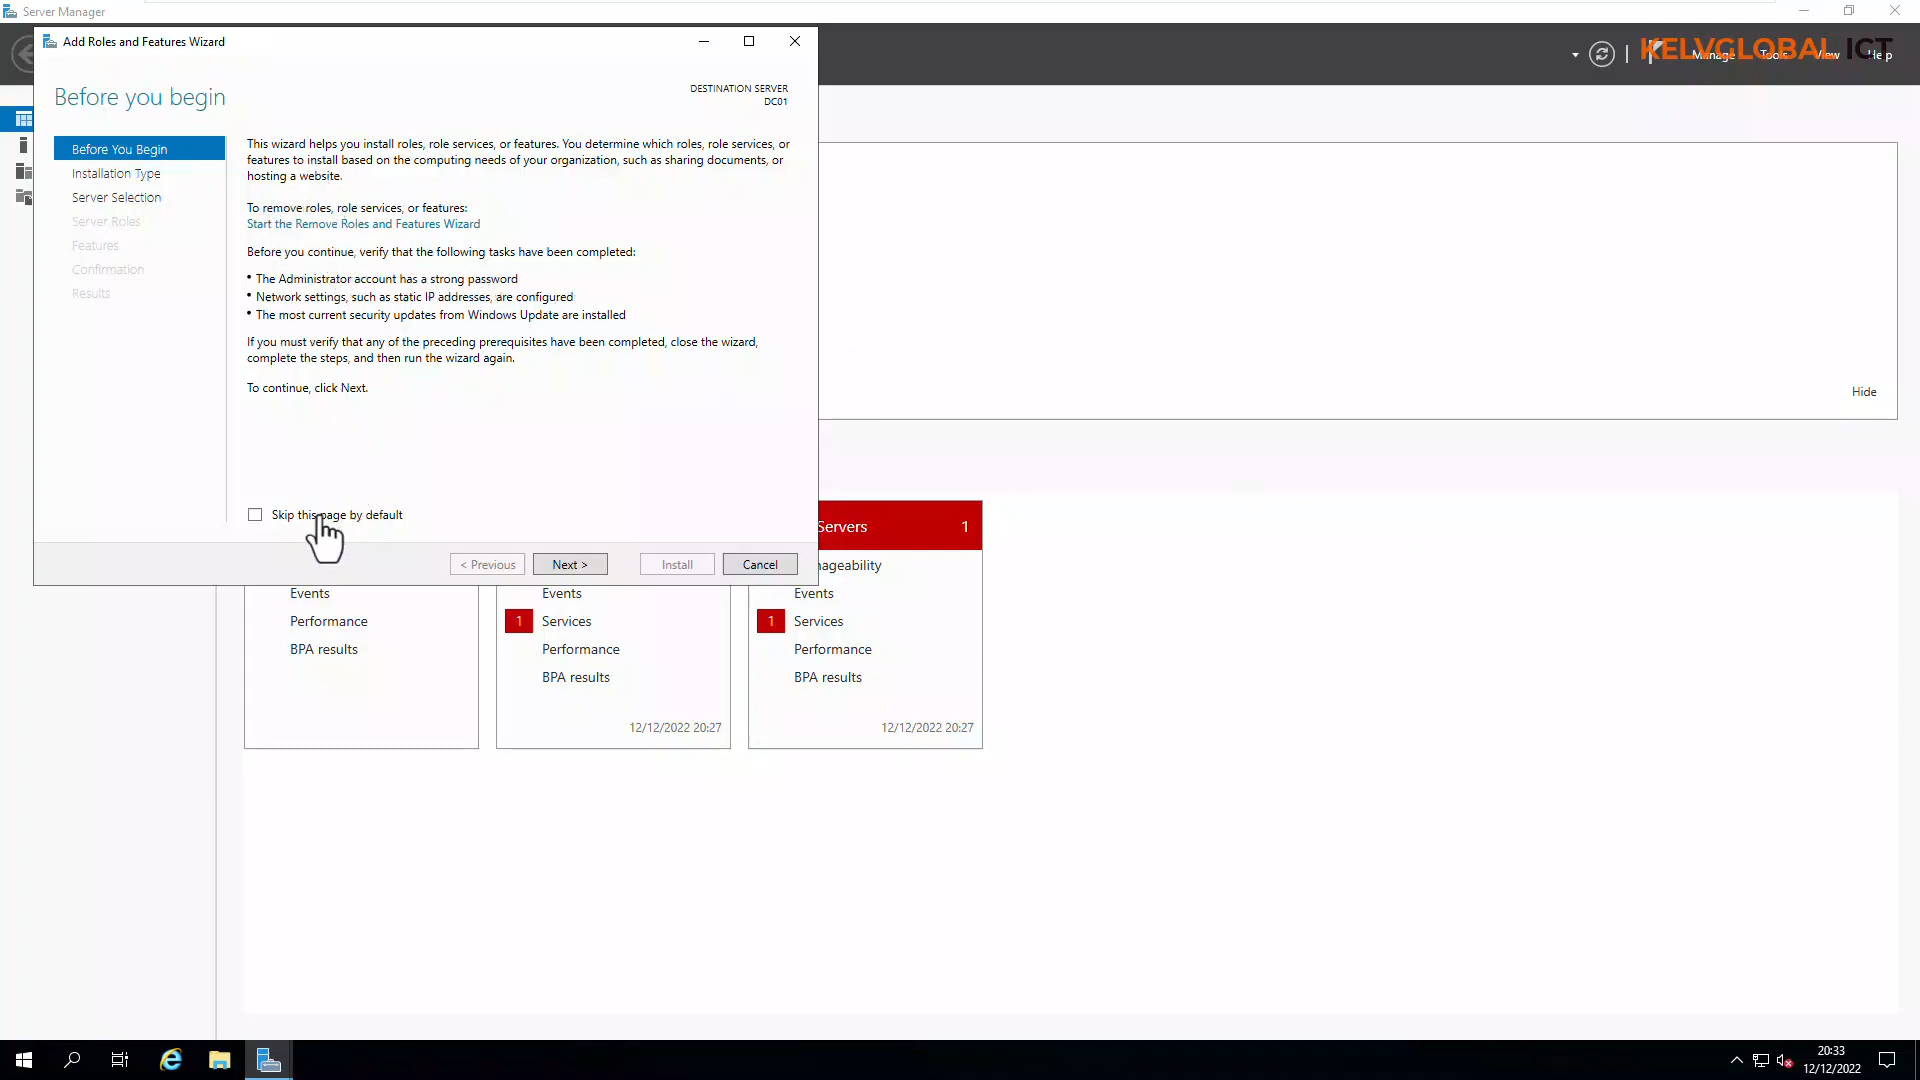 Server Manager
Add Roles and Features Wizard
KELVGLOBAL ICT
Manage Tools View Help
Before you begin
DESTINATION SERVER
DC01
Before You Begin
Installation Type
Server Selection
Server Roles
Features
Confirmation
Results
This wizard helps you install roles, role services, or features. You determine which roles, role services, or
features to install based on the computing needs of your organization, such as sharing documents, or
hosting a website.
To remove roles, role services, or features:
Start the Remove Roles and Features Wizard
Before you continue, verify that the following tasks have been completed:
• The Administrator account has a strong password
• Network settings, such as static IP addresses, are configured
• The most current security updates from Windows Update are installed
If you must verify that any of the preceding prerequisites have been completed, close the wizard,
complete the steps, and then run the wizard again.
To continue, click Next.
Hide
Skip this page by default
< Previous
Next >
Install
Cancel
Servers 1
nageability
Events
Performance
BPA results
Events
1 Services
Performance
BPA results
12/12/2022 20:27
Events
1 Services
Performance
BPA results
12/12/2022 20:27
20:33
12/12/2022